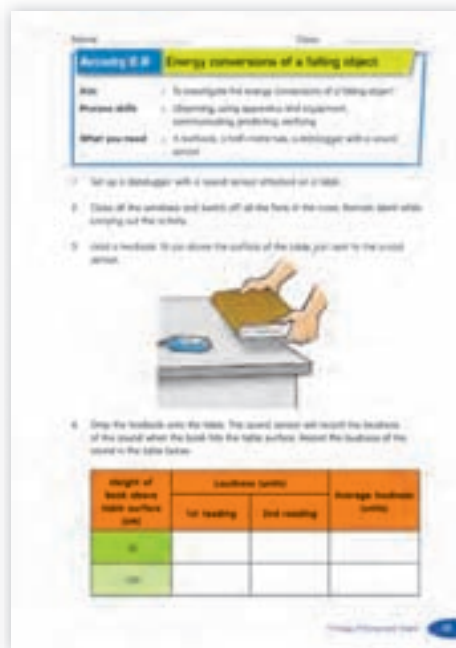 Name: Class:
Activity Energy conversions of a falling object
Aim : To investigate the energy conversions of a falling object
Process skills : Observing, using apparatus and equipment,
communicating, predicting, verifying
What you need : A textbook, a half-metre rule, a datalogger with a sound
sensor
1 Set up a datalogger with a sound sensor attached on a table.
2 Close all the windows and switch off all the fans in the room. Remain silent while
carrying out the activity.
3 Hold a textbook 10 cm above the surface of the table, just next to the sound
sensor.
4 Drop the textbook onto the table. The sound sensor will record the loudness
of the sound when the book hits the table surface. Record the loudness of the
sound in the table below.
Height of
book above
table surface
(cm)
Loudness (units)
1st reading
2nd reading
Average loudness
(units)
10